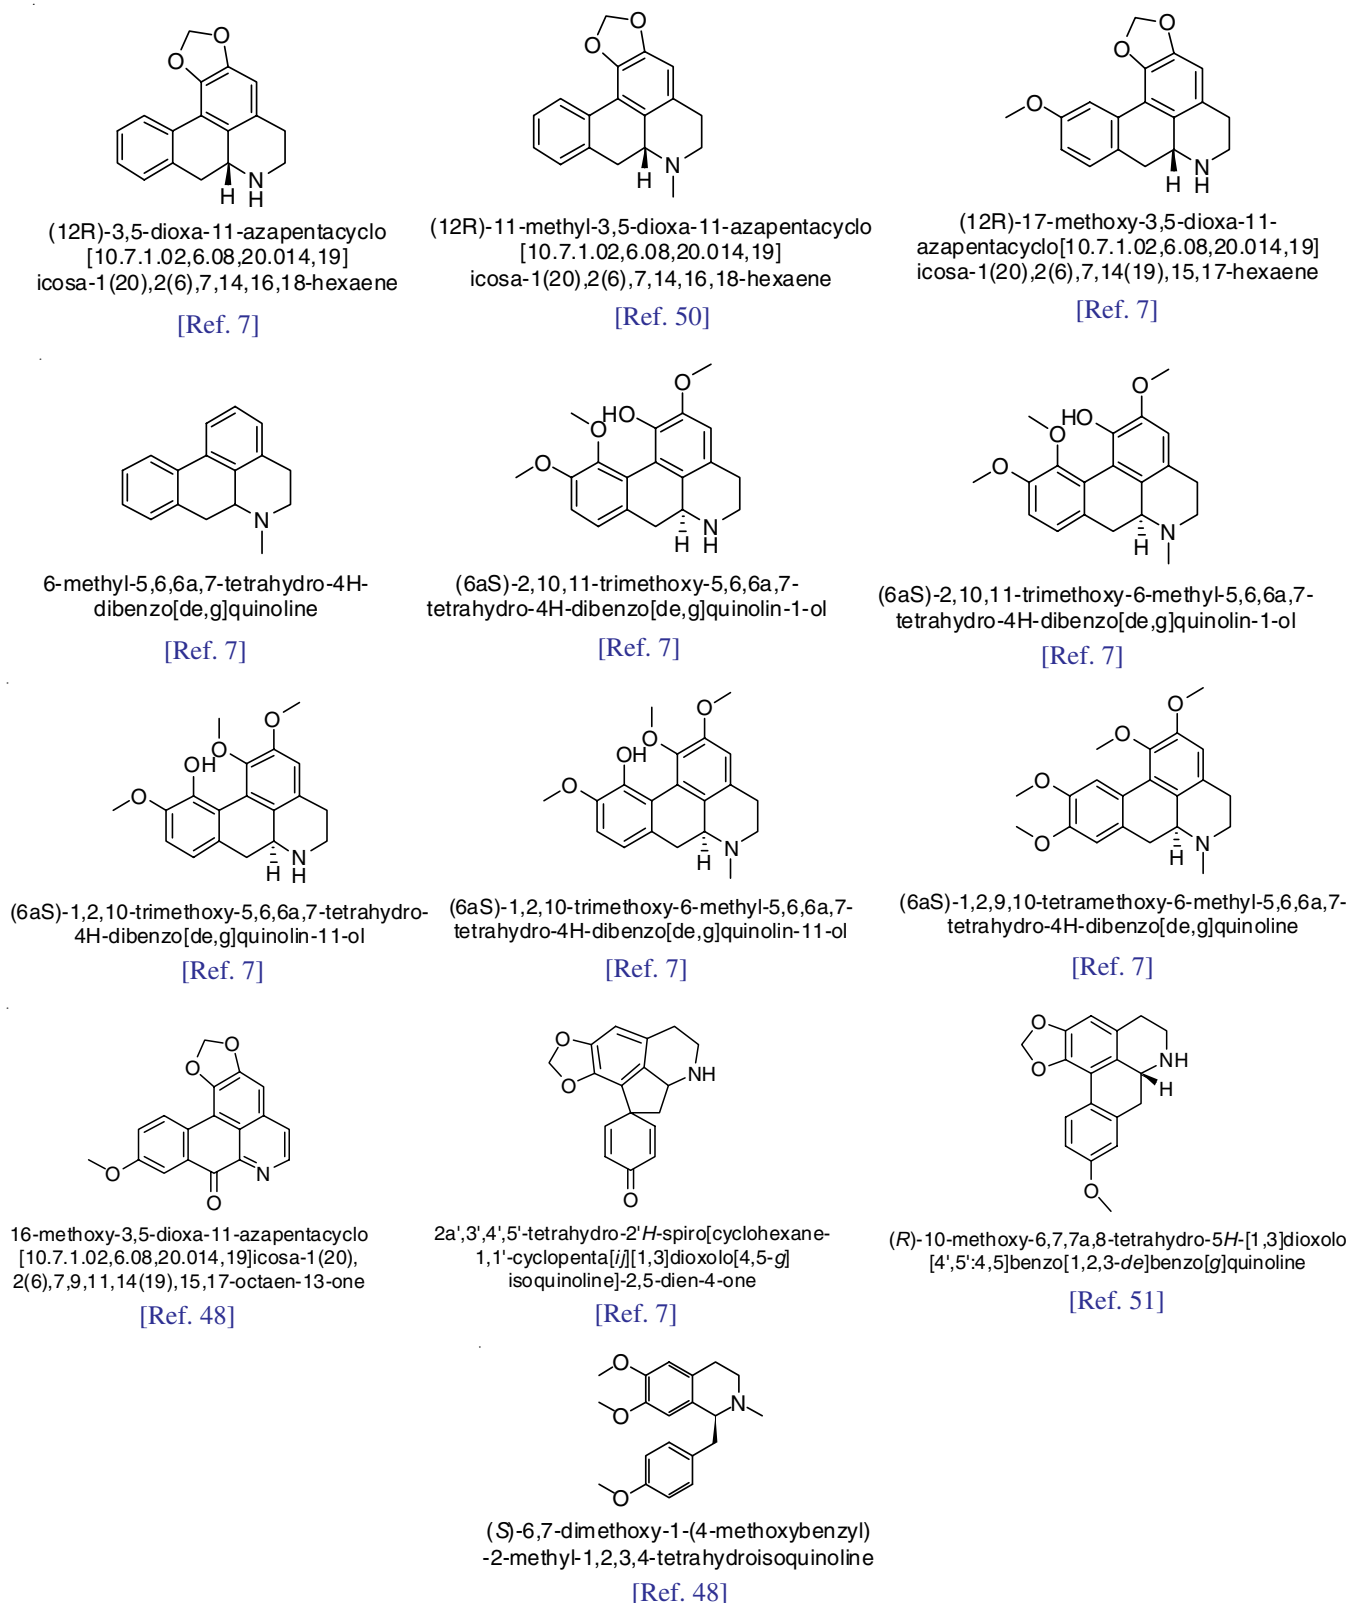 (12R)-3,5-dioxa-11-azapentacyclo
[10.7.1.02,6.08,20.014,19]
icosa-1(20),2(6),7,14,16,18-hexaene
[Ref. 7]
(12R)-11-methyl-3,5-dioxa-11-azapentacyclo
[10.7.1.02,6.08,20.014,19]
icosa-1(20),2(6),7,14,16,18-hexaene
[Ref. 50]
(12R)-17-methoxy-3,5-dioxa-11-
azapentacyclo[10.7.1.02,6.08,20.014,19]
icosa-1(20),2(6),7,14(19),15,17-hexaene
[Ref. 7]
6-methyl-5,6,6a,7-tetrahydro-4H-
dibenzo[de,g]quinoline
[Ref. 7]
(6aS)-2,10,11-trimethoxy-5,6,6a,7-
tetrahydro-4H-dibenzo[de,g]quinolin-1-ol
[Ref. 7]
(6aS)-2,10,11-trimethoxy-6-methyl-5,6,6a,7-
tetrahydro-4H-dibenzo[de,g]quinolin-1-ol
[Ref. 7]
(6aS)-1,2,10-trimethoxy-5,6,6a,7-tetrahydro-
4H-dibenzo[de,g]quinolin-11-ol
[Ref. 7]
(6aS)-1,2,10-trimethoxy-6-methyl-5,6,6a,7-
tetrahydro-4H-dibenzo[de,g]quinolin-11-ol
[Ref. 7]
(6aS)-1,2,9,10-tetramethoxy-6-methyl-5,6,6a,7-
tetrahydro-4H-dibenzo[de,g]quinoline
[Ref. 7]
16-methoxy-3,5-dioxa-11-azapentacyclo
[10.7.1.02,6.08,20.014,19]icosa-1(20),
2(6),7,9,11,14(19),15,17-octaen-13-one
[Ref. 48]
2a',3',4',5'-tetrahydro-2'H-spiro[cyclohexane-
1,1'-cyclopenta[ij][1,3]dioxolo[4,5-g]
isoquinoline]-2,5-dien-4-one
[Ref. 7]
(R)-10-methoxy-6,7,7a,8-tetrahydro-5H-[1,3]dioxolo
[4',5':4,5]benzo[1,2,3-de]benzo[g]quinoline
[Ref. 51]
(S)-6,7-dimethoxy-1-(4-methoxybenzyl)
-2-methyl-1,2,3,4-tetrahydroisoquinoline
[Ref. 48]